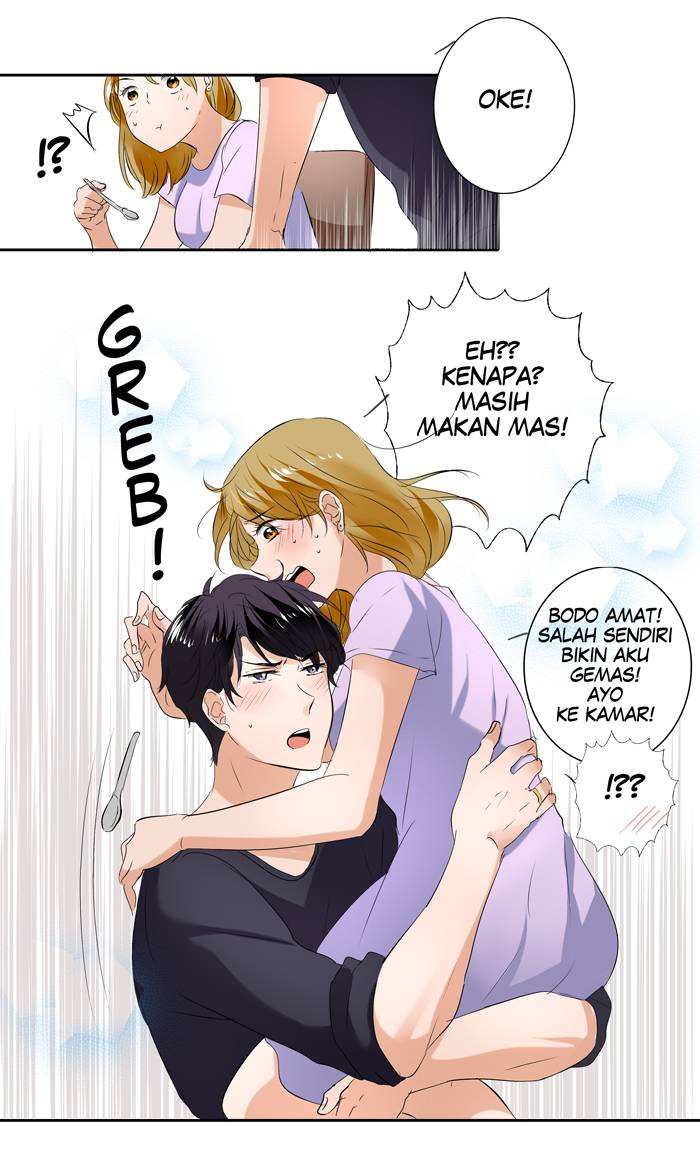 OKE!
!?
GREB!
EH??
KENAPA?
MASIH
MAKAN MAS!
BODO AMAT!
SALAH SENDIRI
BIKIN AKU
GEMAS!
AYO
KE KAMAR!
!??